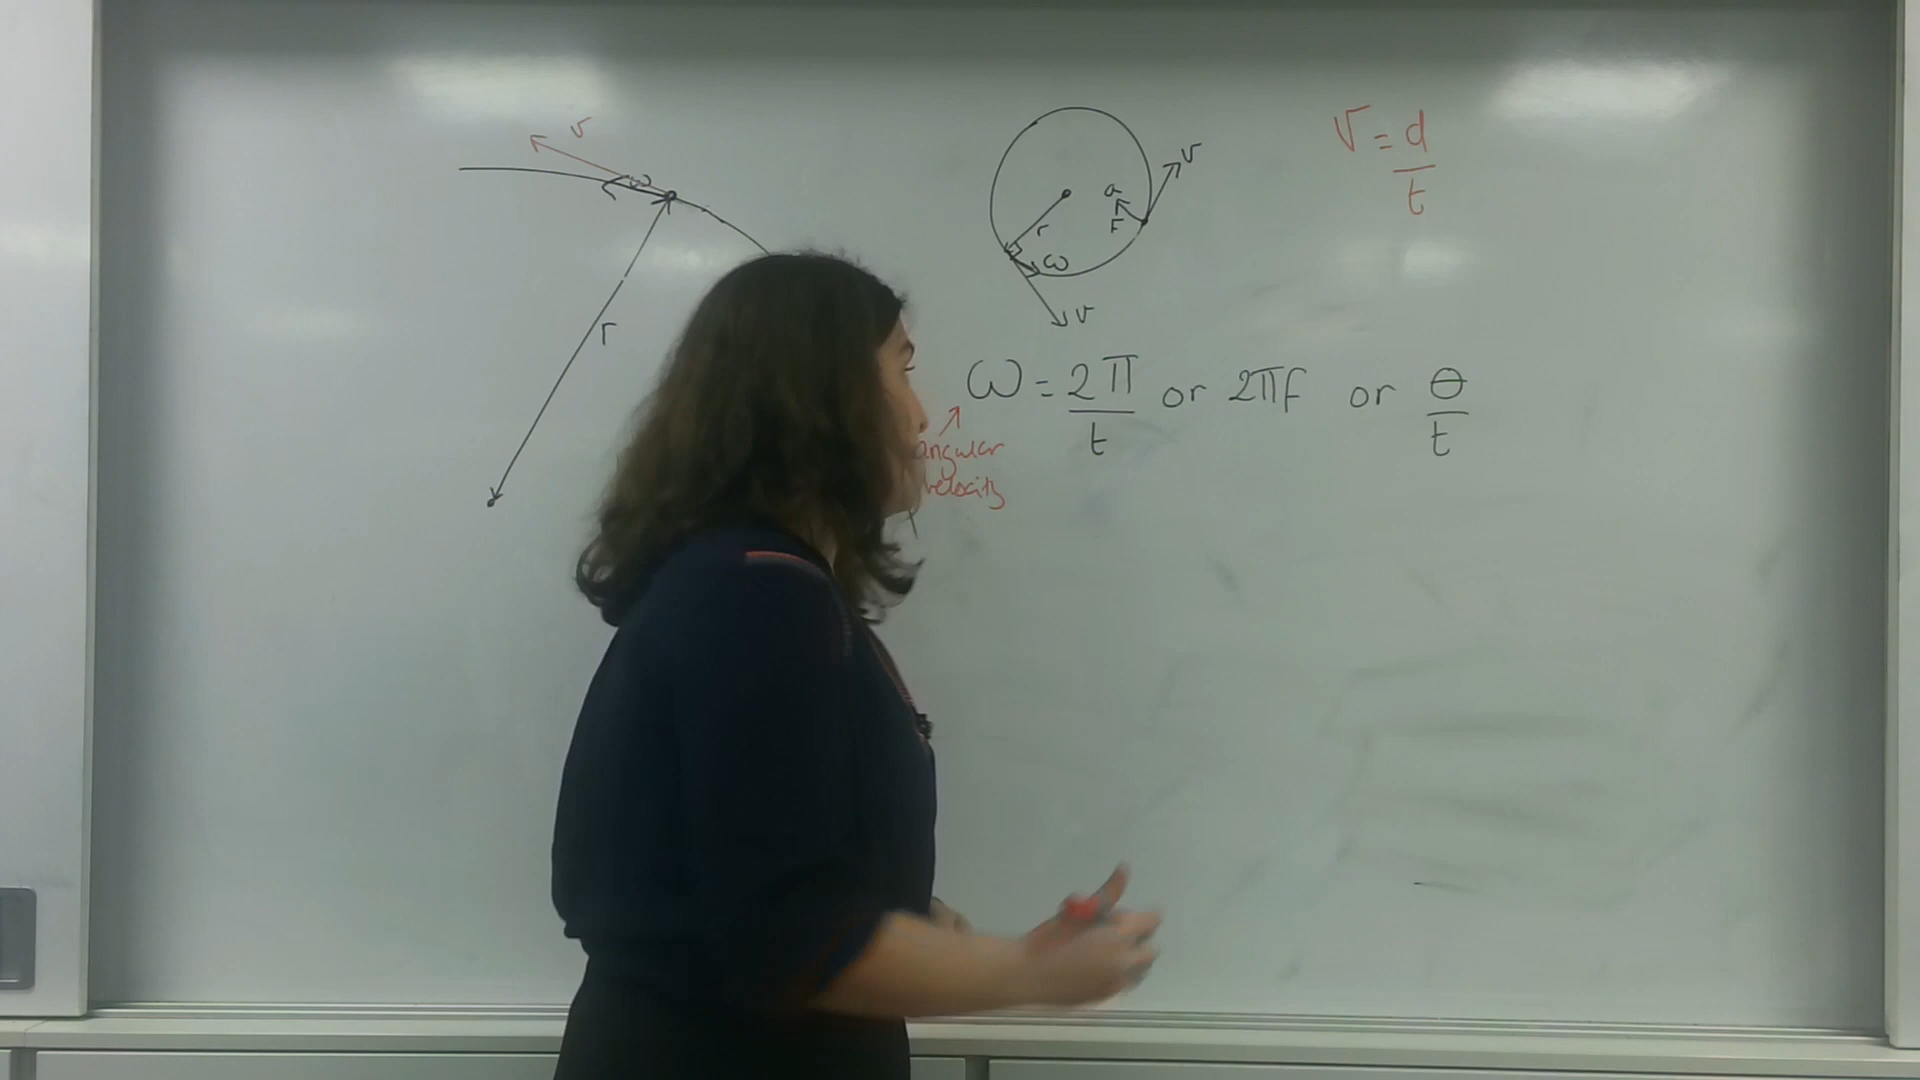 v
ω
r
v
a
F
r
ω
v
v = d
t
ω = 2π or 2πf or θ
t t
angular
velocity